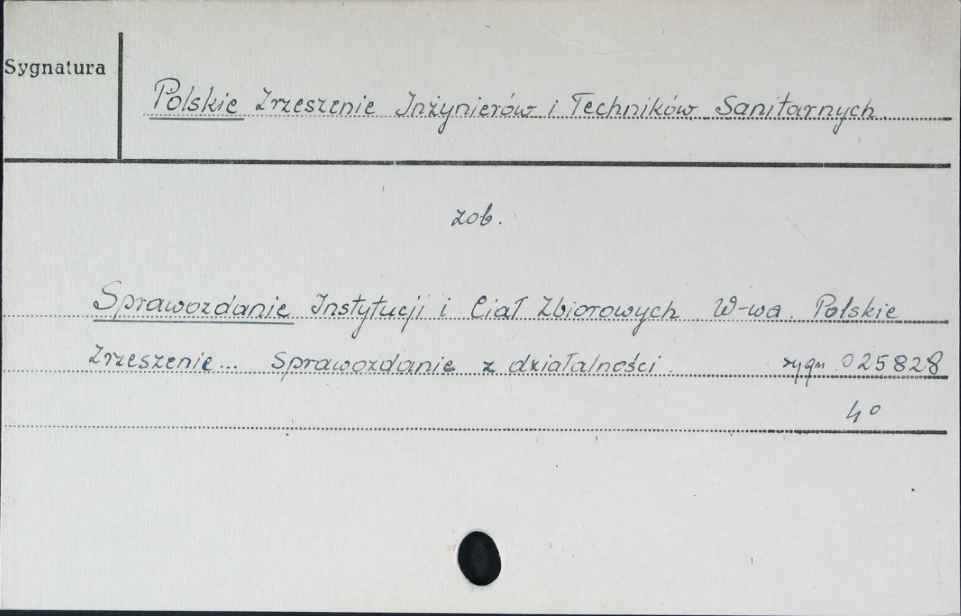 Sygnatura
Polskie Zrzeszenie Inżynierów i Techników Sanitarnych
zob.
Sprawozdanie Instytucji i Ciał Zbiorowych W-wa. Polskie
Zrzeszenie... Sprawozdanie z działalności. sygn 025828
4°